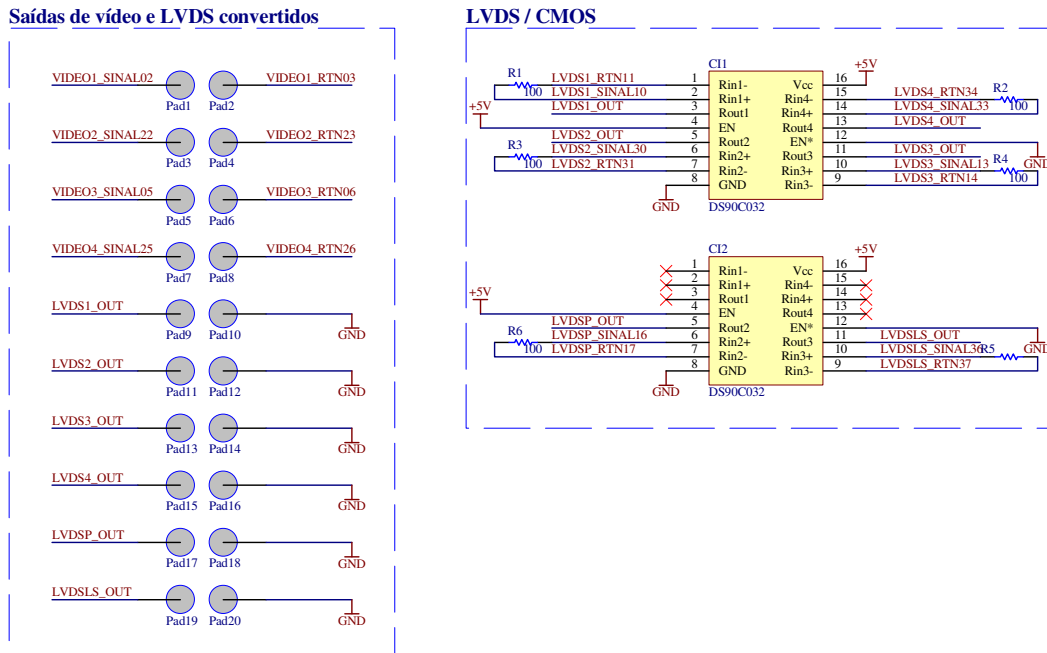 Saídas de vídeo e LVDS convertidos
VIDEO1_SINAL02 VIDEO1_RTN03
Pad1 Pad2
VIDEO2_SINAL22 VIDEO2_RTN23
Pad3 Pad4
VIDEO3_SINAL05 VIDEO3_RTN06
Pad5 Pad6
VIDEO4_SINAL25 VIDEO4_RTN26
Pad7 Pad8
LVDS1_OUT
Pad9 Pad10 GND
LVDS2_OUT
Pad11 Pad12 GND
LVDS3_OUT
Pad13 Pad14 GND
LVDS4_OUT
Pad15 Pad16 GND
LVDSP_OUT
Pad17 Pad18 GND
LVDSLS_OUT
Pad19 Pad20 GND
LVDS / CMOS
CI1 +5V
R1 LVDS1_RTN11 1 Rin1- Vcc 16
100 LVDS1_SINAL10 2 Rin1+ Rin4- 15 LVDS4_RTN34 R2
+5V LVDS1_OUT 3 Rout1 Rin4+ 14 LVDS4_SINAL33 100
4 EN Rout4 13 LVDS4_OUT
LVDS2_OUT 5 Rout2 EN* 12
R3 LVDS2_SINAL30 6 Rin2+ Rout3 11 LVDS3_OUT GND
100 LVDS2_RTN31 7 Rin2- Rin3+ 10 LVDS3_SINAL13 R4
8 GND Rin3- 9 LVDS3_RTN14 100
GND DS90C032
CI2 +5V
1 Rin1- Vcc 16
2 Rin1+ Rin4- 15
+5V 3 Rout1 Rin4+ 14
4 EN Rout4 13
LVDSP_OUT 5 Rout2 EN* 12
R6 LVDSP_SINAL16 6 Rin2+ Rout3 11 LVDSLS_OUT GND
100 LVDSP_RTN17 7 Rin2- Rin3+ 10 LVDSLS_SINAL36 R5
8 GND Rin3- 9 LVDSLS_RTN37
GND DS90C032